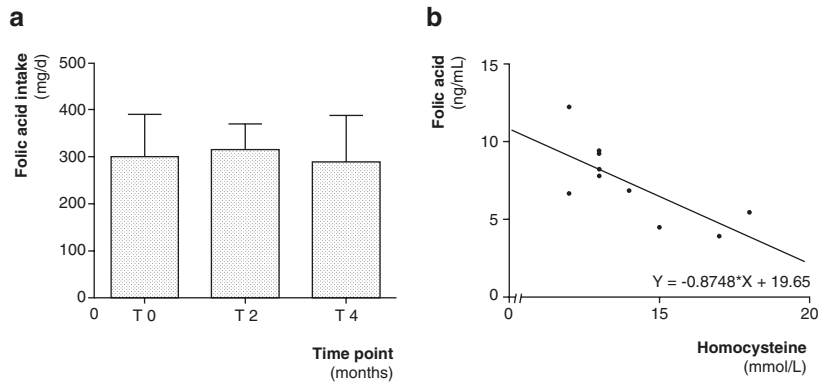 a
Folic acid intake
(mg/d)
500
400
300
200
100
0
0
T 0
T 2
T 4
Time point
(months)
b
Folic acid
(ng/mL)
15
10
5
0
Y = -0.8748*X + 19.65
0
15
20
Homocysteine
(mmol/L)